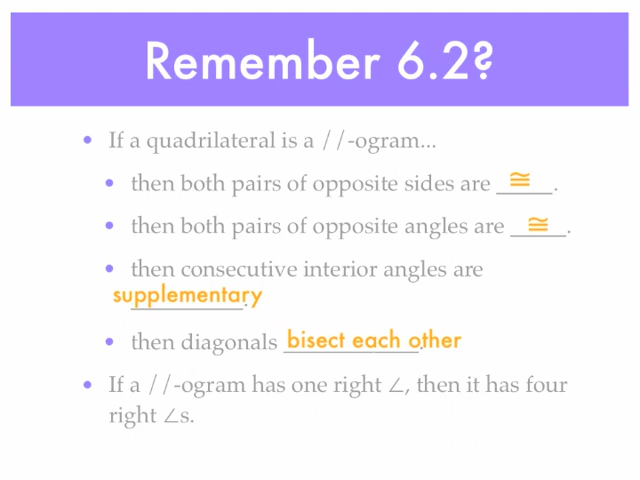 Remember 6.2?
• If a quadrilateral is a //-ogram...
• then both pairs of opposite sides are ≅.
• then both pairs of opposite angles are ≅.
• then consecutive interior angles are
supplementary.
• then diagonals bisect each other.
• If a //-ogram has one right ∠, then it has four
right ∠s.